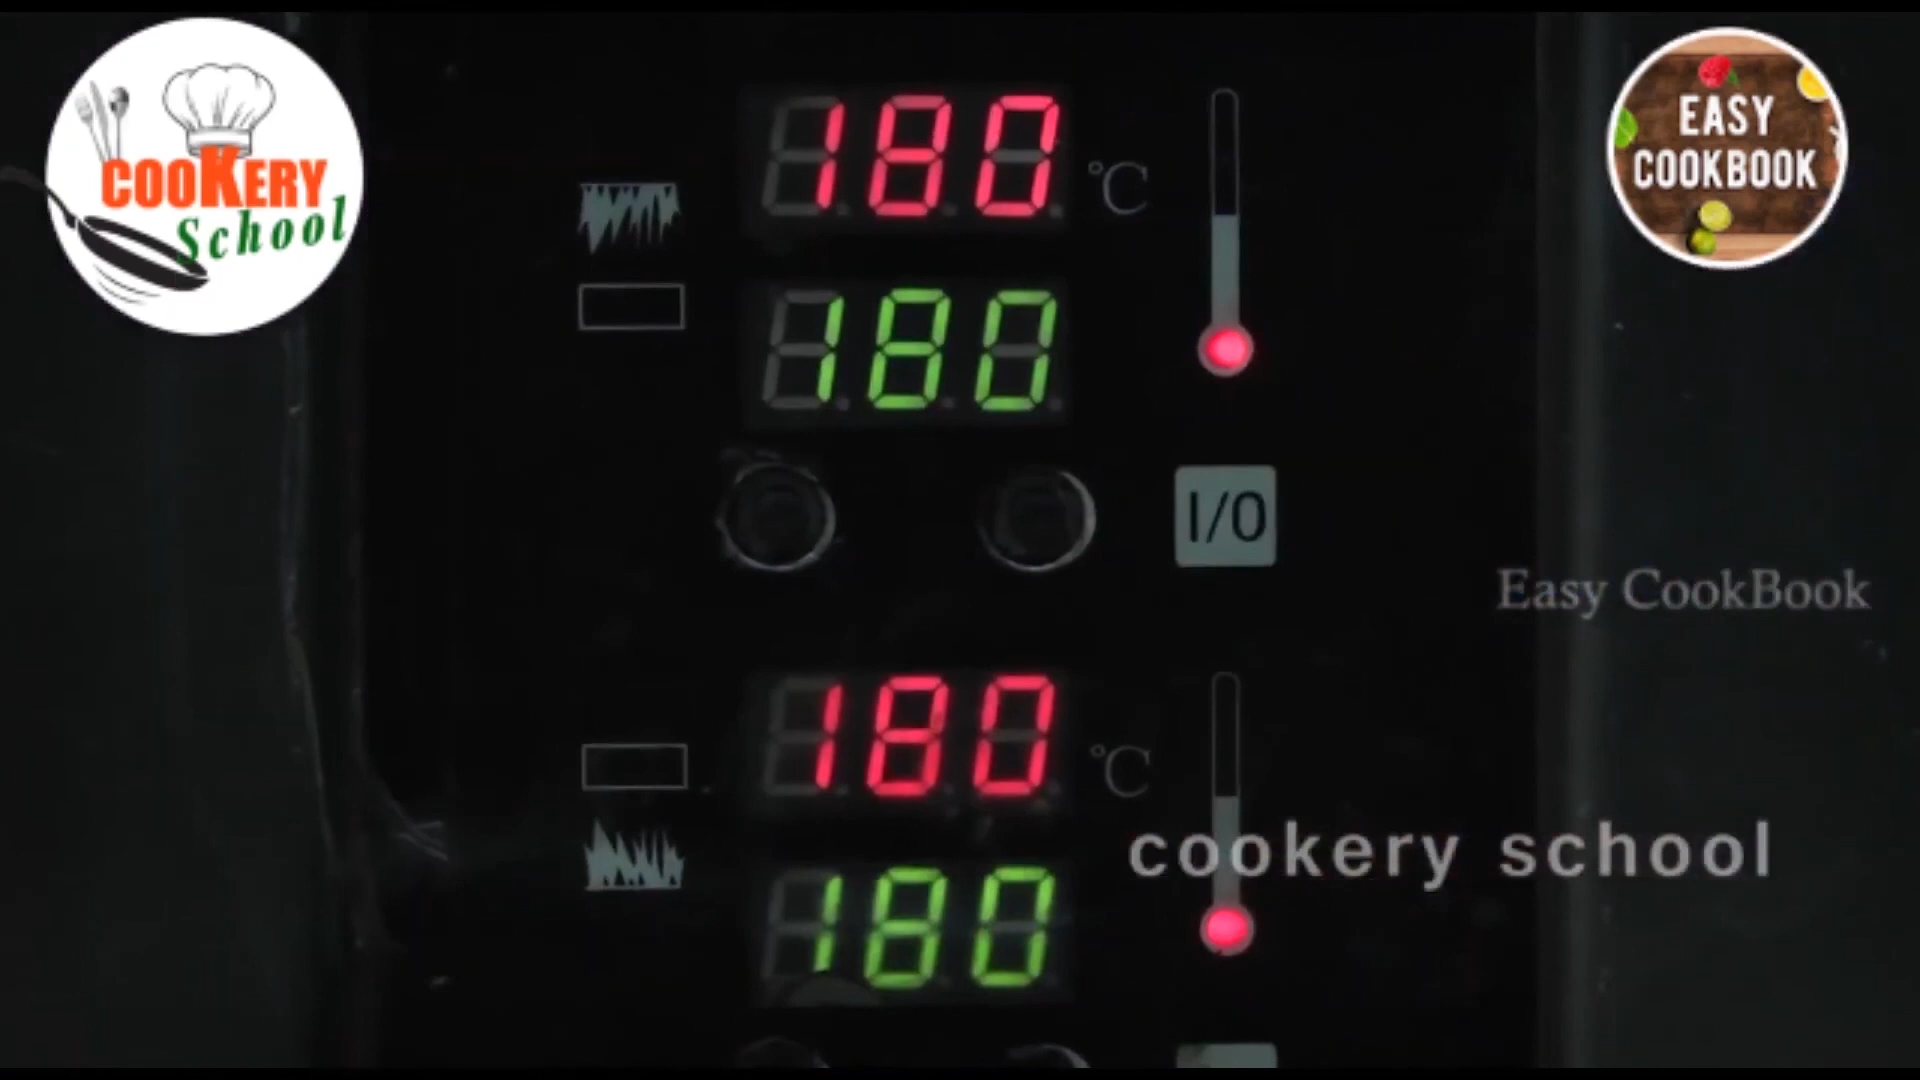 COOKERY
School
EASY
COOKBOOK
180 °C
180
I/O
Easy CookBook
180 °C
cookery school
180